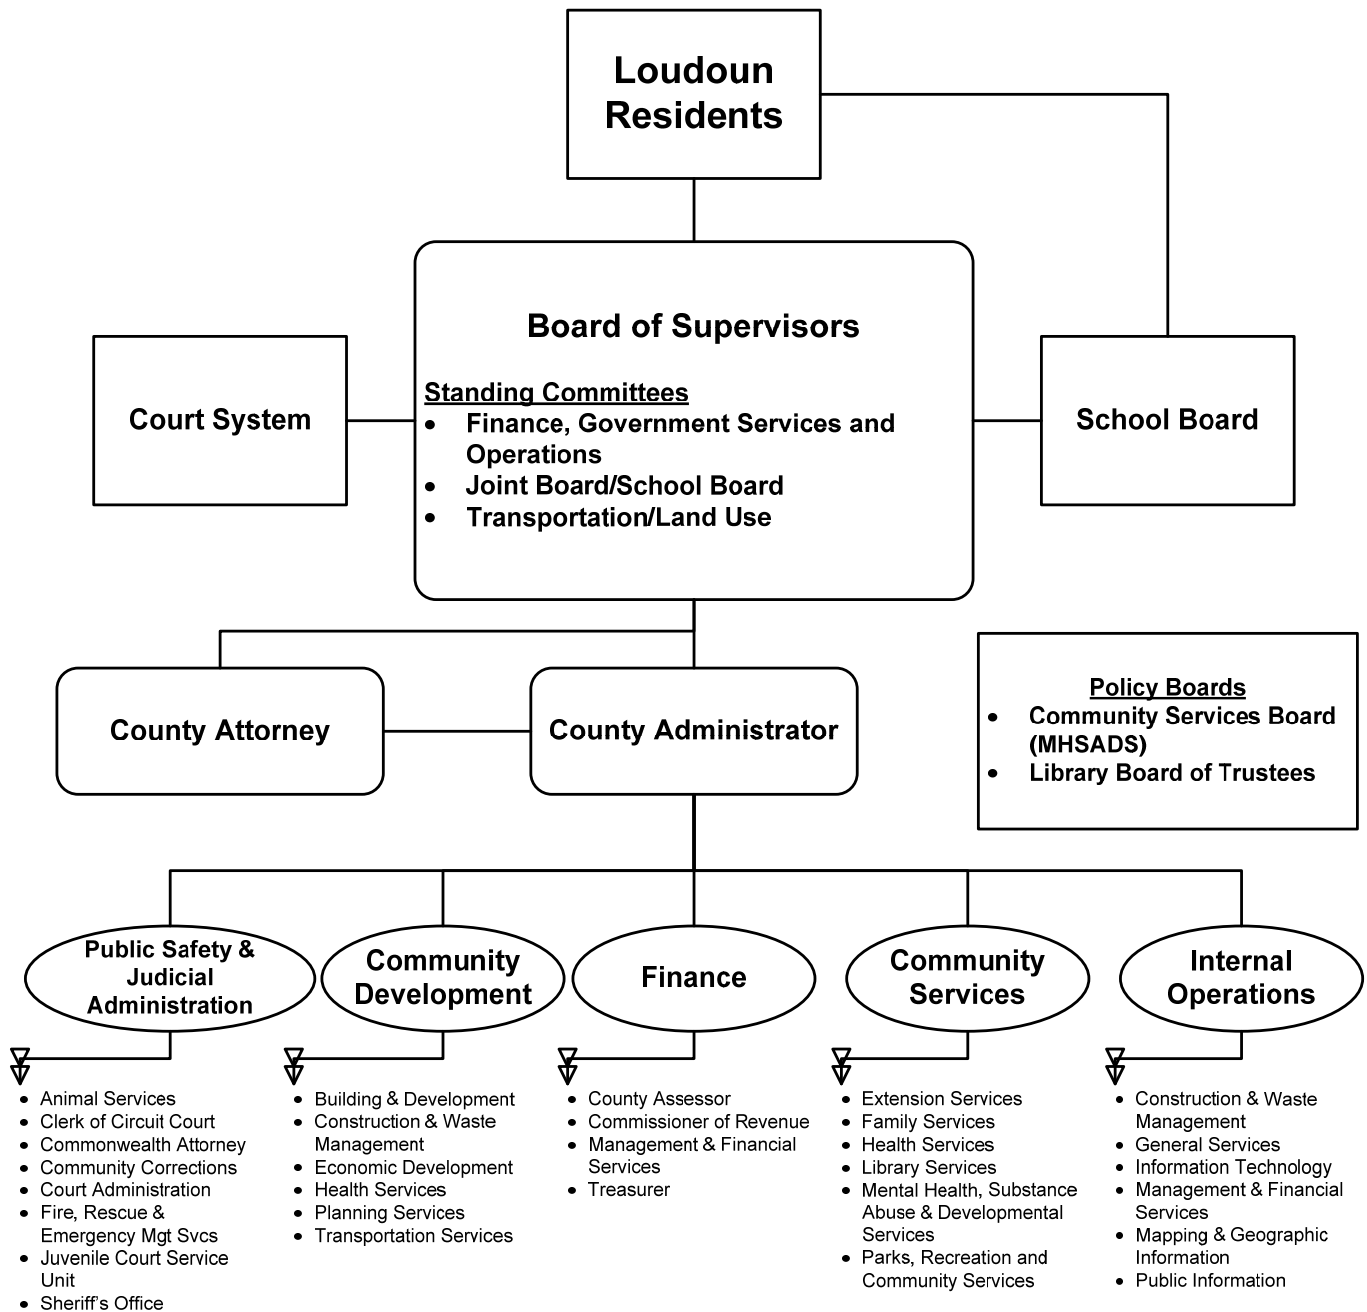 Loudoun
Residents
Board of Supervisors
Standing Committees
• Finance, Government Services and
Operations
• Joint Board/School Board
• Transportation/Land Use
Court System
School Board
County Attorney
County Administrator
Policy Boards
• Community Services Board
(MHSADS)
• Library Board of Trustees
Public Safety &
Judicial
Administration
Community
Development
Finance
Community
Services
Internal
Operations
• Animal Services
• Clerk of Circuit Court
• Commonwealth Attorney
• Community Corrections
• Court Administration
• Fire, Rescue &
Emergency Mgt Svcs
• Juvenile Court Service
Unit
• Sheriff's Office
• Building & Development
• Construction & Waste
Management
• Economic Development
• Health Services
• Planning Services
• Transportation Services
• County Assessor
• Commissioner of Revenue
• Management & Financial
Services
• Treasurer
• Extension Services
• Family Services
• Health Services
• Library Services
• Mental Health, Substance
Abuse & Developmental
Services
• Parks, Recreation and
Community Services
• Construction & Waste
Management
• General Services
• Information Technology
• Management & Financial
Services
• Mapping & Geographic
Information
• Public Information